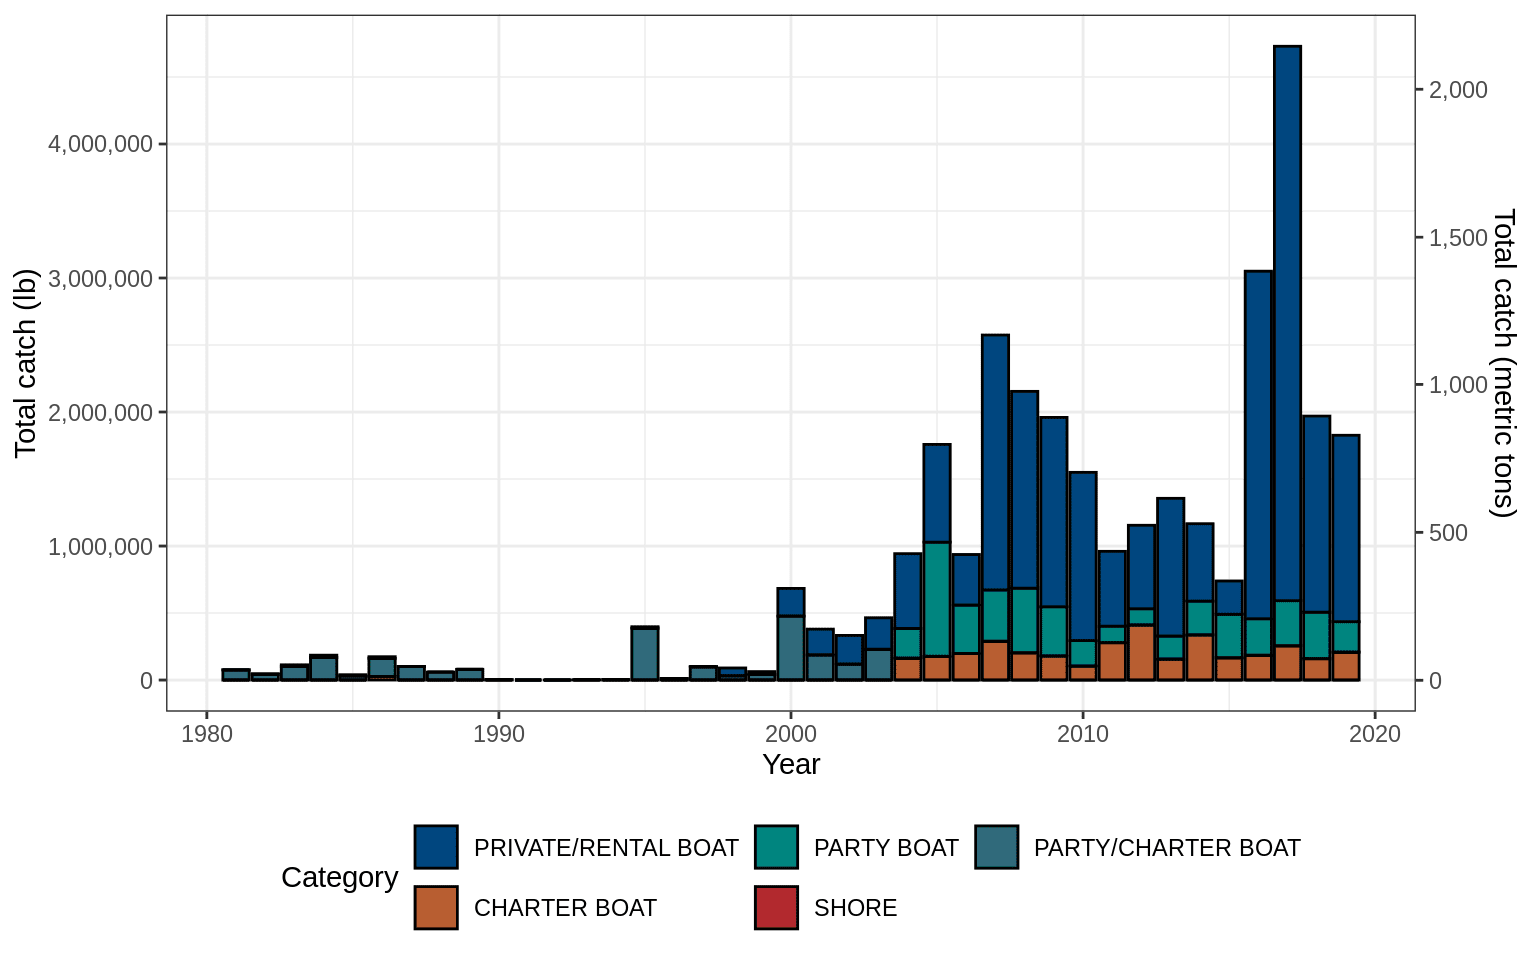 Total catch (lb)
4,000,000
3,000,000
2,000,000
1,000,000
0
2,000
1,500
1,000
500
0
Total catch (metric tons)
1980 1990 2000 2010 2020
Year
Category
PRIVATE/RENTAL BOAT PARTY BOAT PARTY/CHARTER BOAT
CHARTER BOAT SHORE